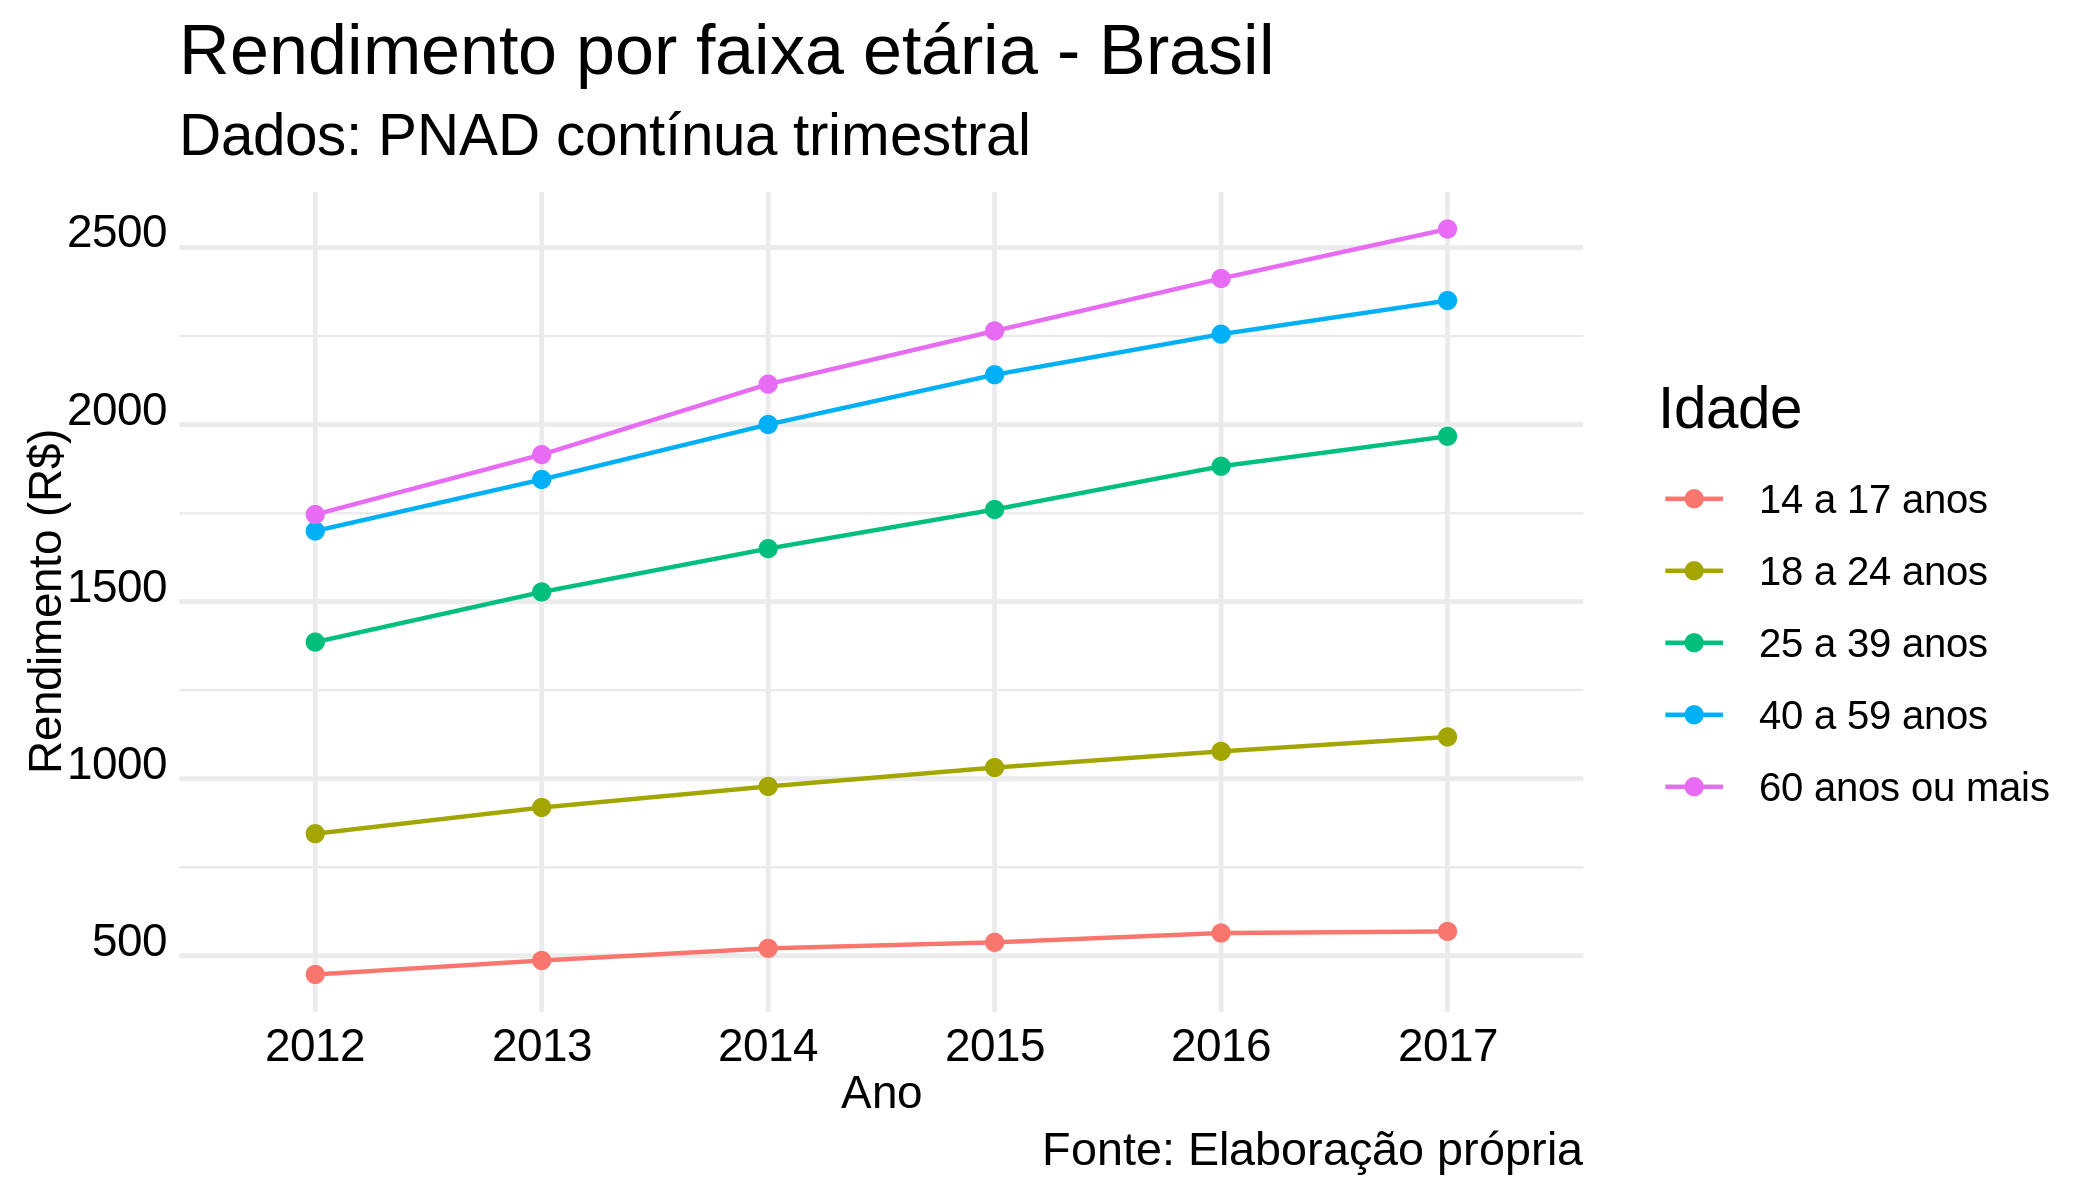 Rendimento por faixa etária - Brasil
Dados: PNAD contínua trimestral
Rendimento (R$)
2500
2000
1500
1000
500
2012 2013 2014 2015 2016 2017
Ano
Idade
14 a 17 anos
18 a 24 anos
25 a 39 anos
40 a 59 anos
60 anos ou mais
Fonte: Elaboração própria